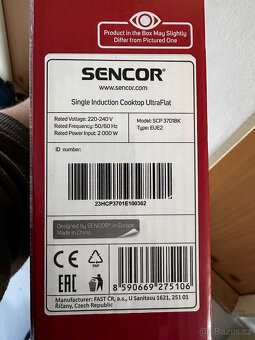 Product in the Box May Slightly
Differ from Pictured One
SENCOR®
www.sencor.com
Single Induction Cooktop UltraFlat
Rated Voltage: 220-240 V
Rated Frequency: 50/60 Hz
Rated Power Input: 2 000 W
Model: SCP 3701BK
Type: EUE2
ID number:
23HCP3701E100362
Designed by SENCOR® in Europe
Made in China
CE
EAC
PAP
8 590669 275106
Manufacturer: FAST ČR, a.s., U Sanitasu 1621, 251 01
Říčany, Czech Republic
bazoš.cz